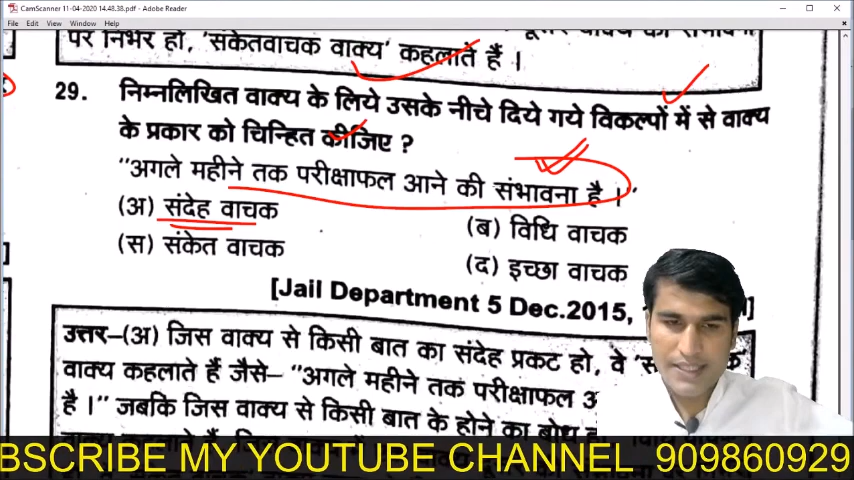 CamScanner 11-04-2020 14.48.38.pdf - Adobe Reader
File Edit View Window Help
पर निर्भर हो, 'संकेतवाचक वाक्य' कहलाते हैं।
29. निम्नलिखित वाक्य के लिये उसके नीचे दिये गये विकल्पों में से वाक्य
के प्रकार को चिन्हित कीजिए ?
"अगले महीने तक परीक्षाफल आने की संभावना है।"
(अ) संदेह वाचक
(ब) विधि वाचक
(स) संकेत वाचक
(द) इच्छा वाचक
[Jail Department 5 Dec.2015,
उत्तर–(अ) जिस वाक्य से किसी बात का संदेह प्रकट हो, वे
वाक्य कहलाते हैं जैसे– "अगले महीने तक परीक्षाफल
है।" जबकि जिस वाक्य से किसी बात के होने का बोध
BSCRIBE MY YOUTUBE CHANNEL 909860929